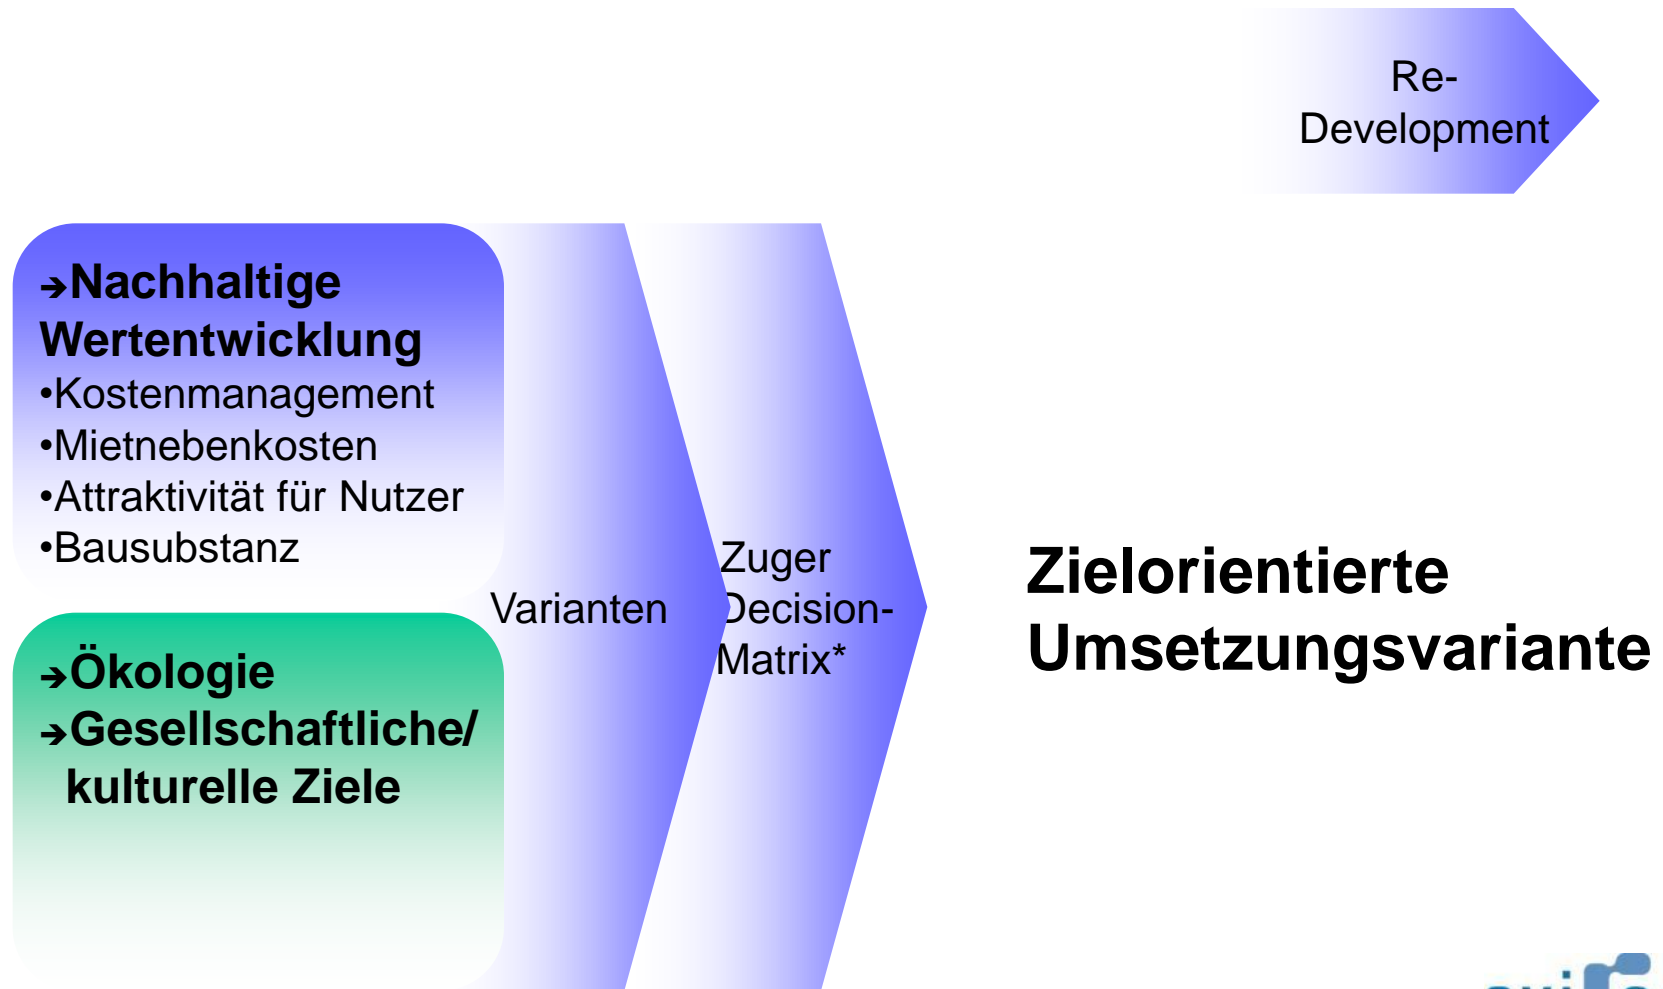 Re-
Development
➔Nachhaltige
Wertentwicklung
•Kostenmanagement
•Mietnebenkosten
•Attraktivität für Nutzer
•Bausubstanz
➔Ökologie
➔Gesellschaftliche/
kulturelle Ziele
Varianten
Zuger
Decision-
Matrix*
Zielorientierte
Umsetzungsvariante